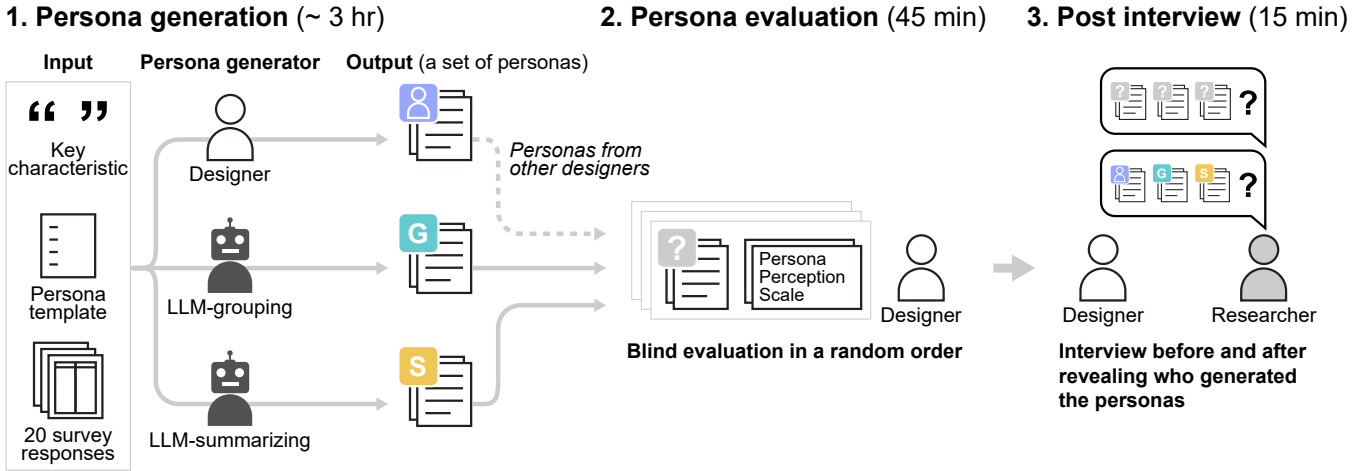 1. Persona generation (~ 3 hr)
2. Persona evaluation (45 min)
3. Post interview (15 min)
Input
Persona generator
Output (a set of personas)
“ ”
Key
characteristic
Persona
template
20 survey
responses
Designer
LLM-grouping
LLM-summarizing
G
S
Personas from
other designers
?
Persona
Perception
Scale
Designer
Blind evaluation in a random order
? ? ? ?
G S ?
Designer
Researcher
Interview before and after
revealing who generated
the personas